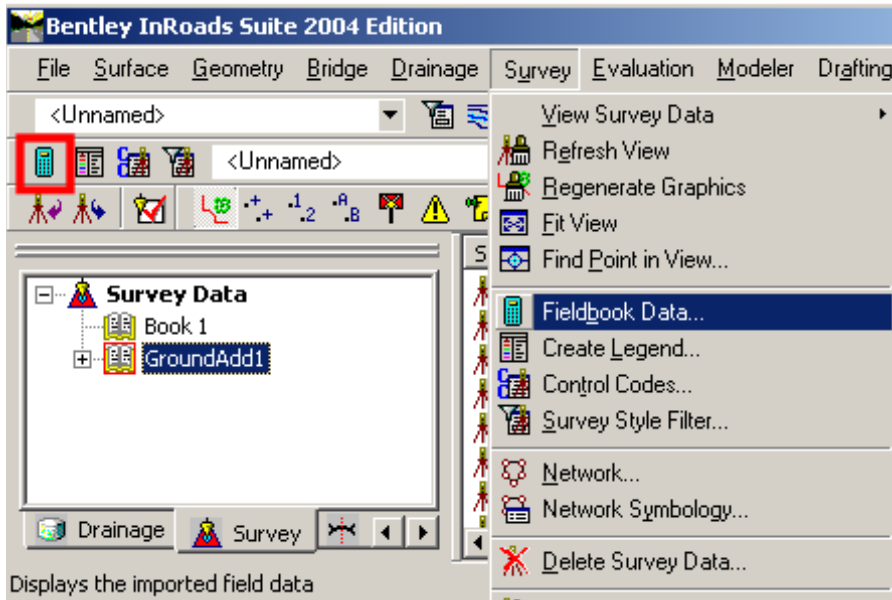 Bentley InRoads Suite 2004 Edition
File Surface Geometry Bridge Drainage Survey Evaluation Modeler Drafting
<Unnamed>
<Unnamed>
View Survey Data
Refresh View
Regenerate Graphics
Fit View
Find Point in View...
Fieldbook Data...
Create Legend...
Control Codes...
Survey Style Filter...
Network...
Network Symbology...
Delete Survey Data...
S
Survey Data
Book 1
GroundAdd1
Drainage Survey
Displays the imported field data